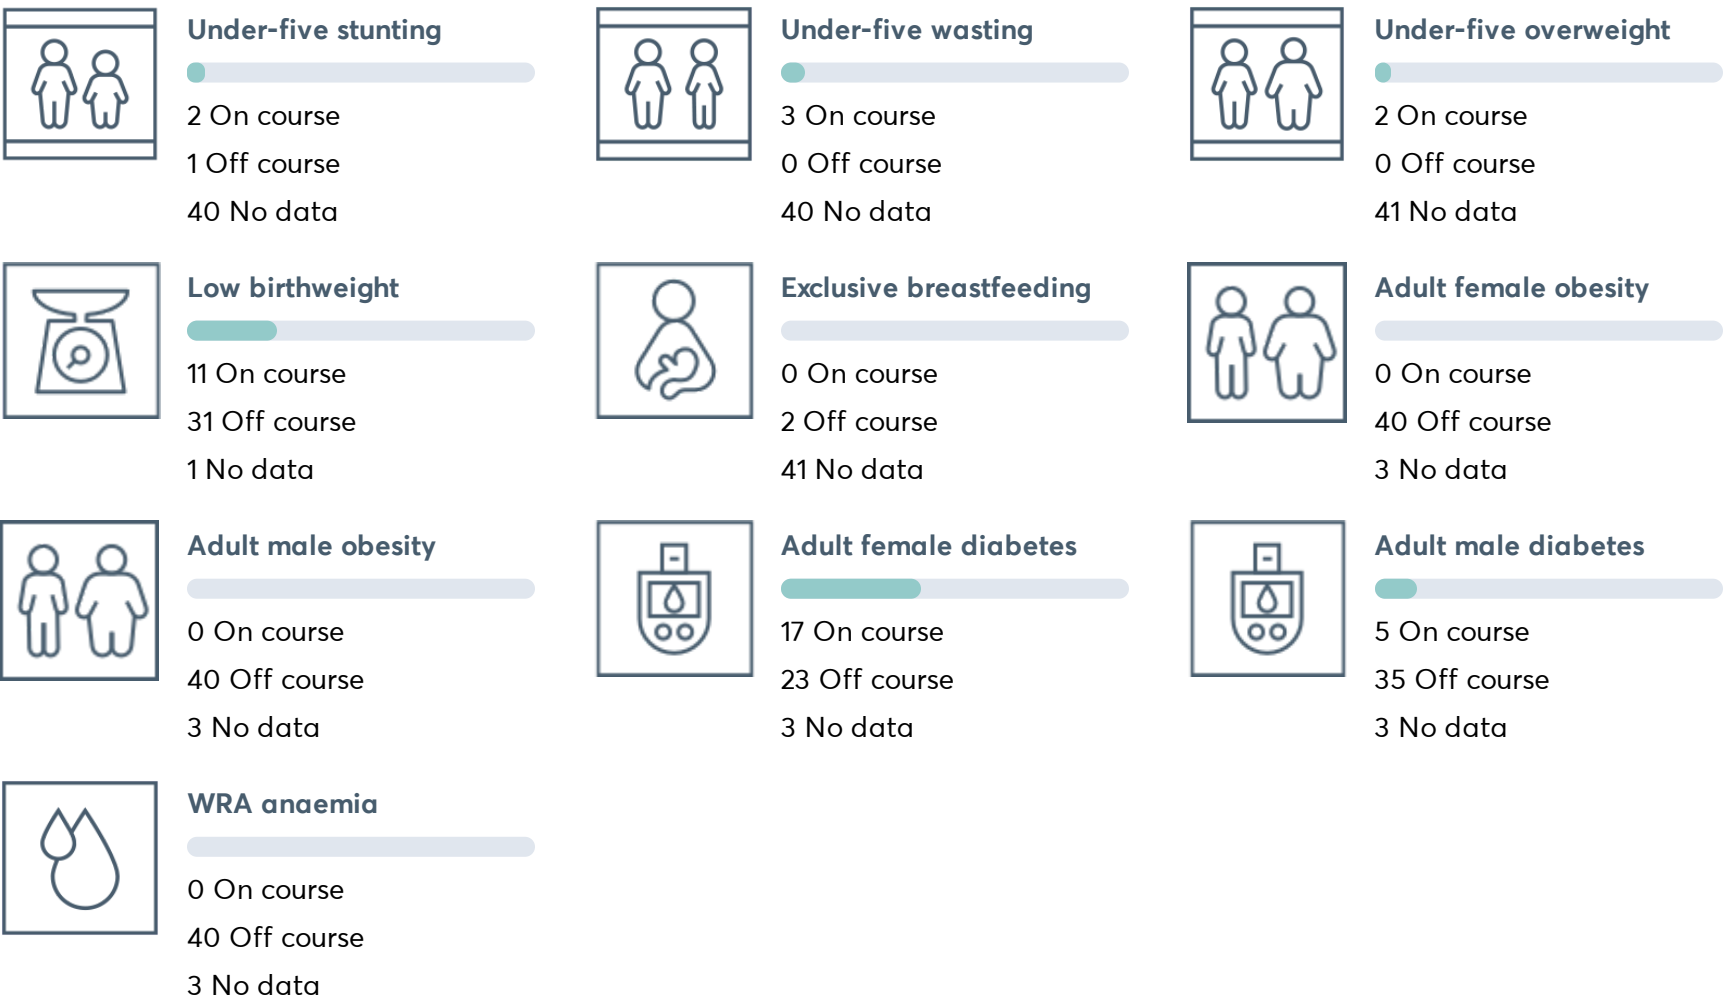 Under-five stunting
2 On course
1 Off course
40 No data
Under-five wasting
3 On course
0 Off course
40 No data
Under-five overweight
2 On course
0 Off course
41 No data
Low birthweight
11 On course
31 Off course
1 No data
Exclusive breastfeeding
0 On course
2 Off course
41 No data
Adult female obesity
0 On course
40 Off course
3 No data
Adult male obesity
0 On course
40 Off course
3 No data
Adult female diabetes
17 On course
23 Off course
3 No data
Adult male diabetes
5 On course
35 Off course
3 No data
WRA anaemia
0 On course
40 Off course
3 No data